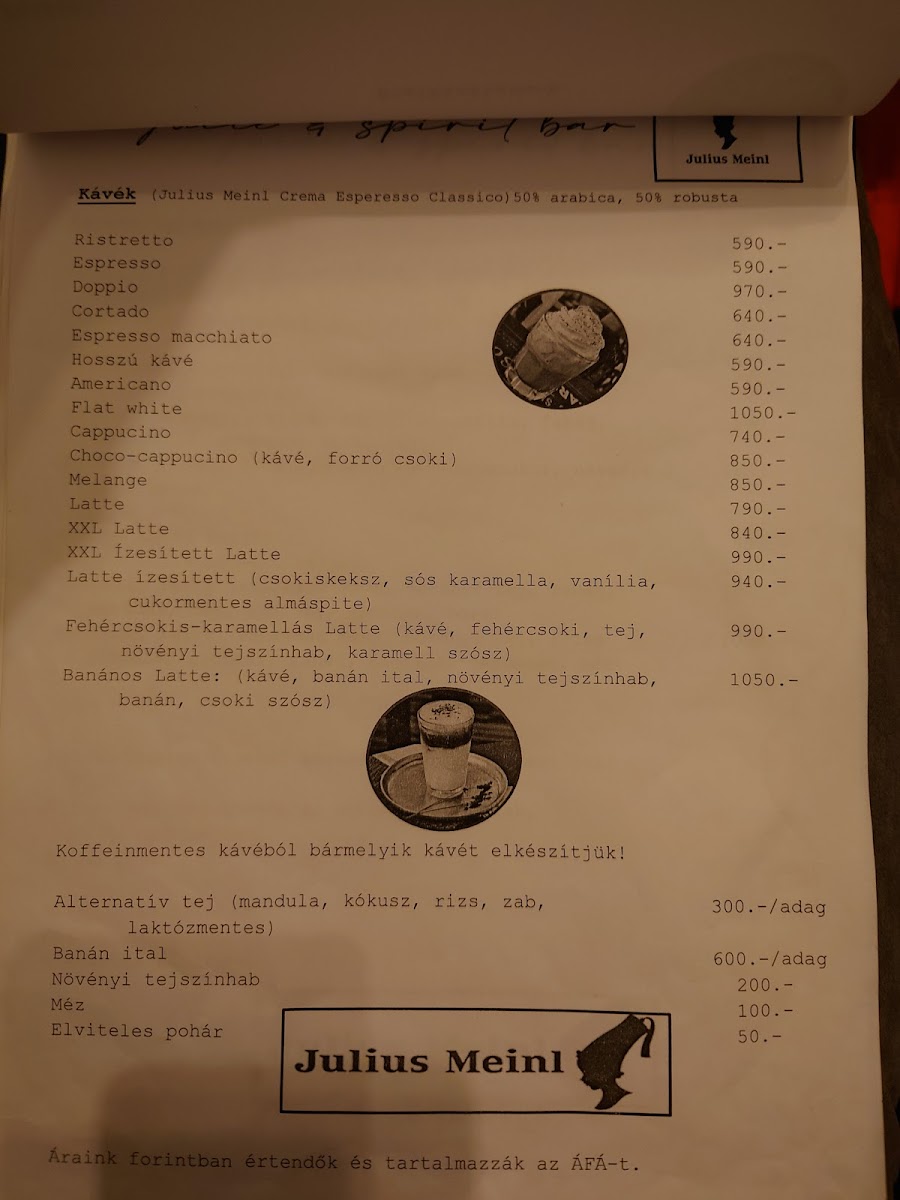 & spirit bar
Julius Meinl
Kávék (Julius Meinl Crema Esperesso Classico)50% arabica, 50% robusta
Ristretto 590.-
Espresso 590.-
Doppio 970.-
Cortado 640.-
Espresso macchiato 640.-
Hosszú kávé 590.-
Americano 590.-
Flat white 1050.-
Cappucino 740.-
Choco-cappucino (kávé, forró csoki) 850.-
Melange 850.-
Latte 790.-
XXL Latte 840.-
XXL Ízesített Latte 990.-
Latte ízesített (csokiskeksz, sós karamella, vanília, 940.-
cukormentes almáspite)
Fehércsokis-karamellás Latte (kávé, fehércsoki, tej, 990.-
növényi tejszínhab, karamell szósz)
Banános Latte: (kávé, banán ital, növényi tejszínhab, 1050.-
banán, csoki szósz)
Koffeinmentes kávéból bármelyik kávét elkészítjük!
Alternatív tej (mandula, kókusz, rizs, zab, 300.-/adag
laktózmentes)
Banán ital 600.-/adag
Növényi tejszínhab 200.-
Méz 100.-
Elviteles pohár 50.-
Julius Meinl
Áraink forintban értendők és tartalmazzák az ÁFÁ-t.